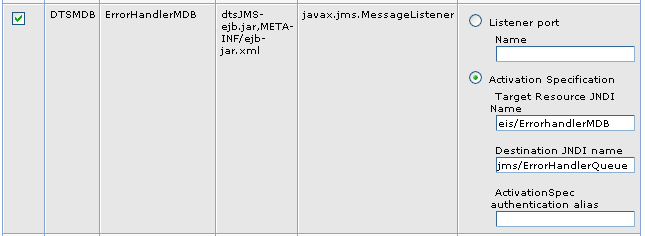 DTSMDB
ErrorHandlerMDB
dtsJMS-
ejb.jar,META-
INF/ejb-
jar.xml
javax.jms.MessageListener
Listener port
Name
Activation Specification
Target Resource JNDI
Name
eis/ErrorhandlerMDB
Destination JNDI name
jms/ErrorHandlerQueue
ActivationSpec
authentication alias